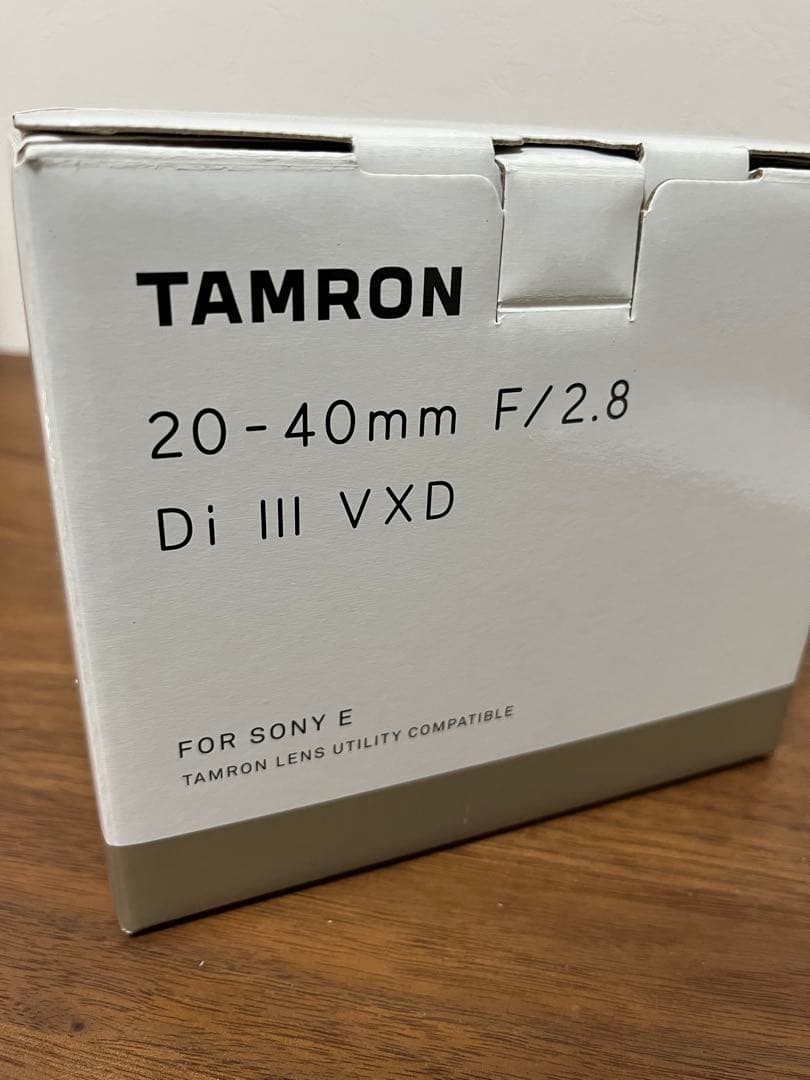 TAMRON
20-40mm F/2.8
Di III VXD
FOR SONY E
TAMRON LENS UTILITY COMPATIBLE